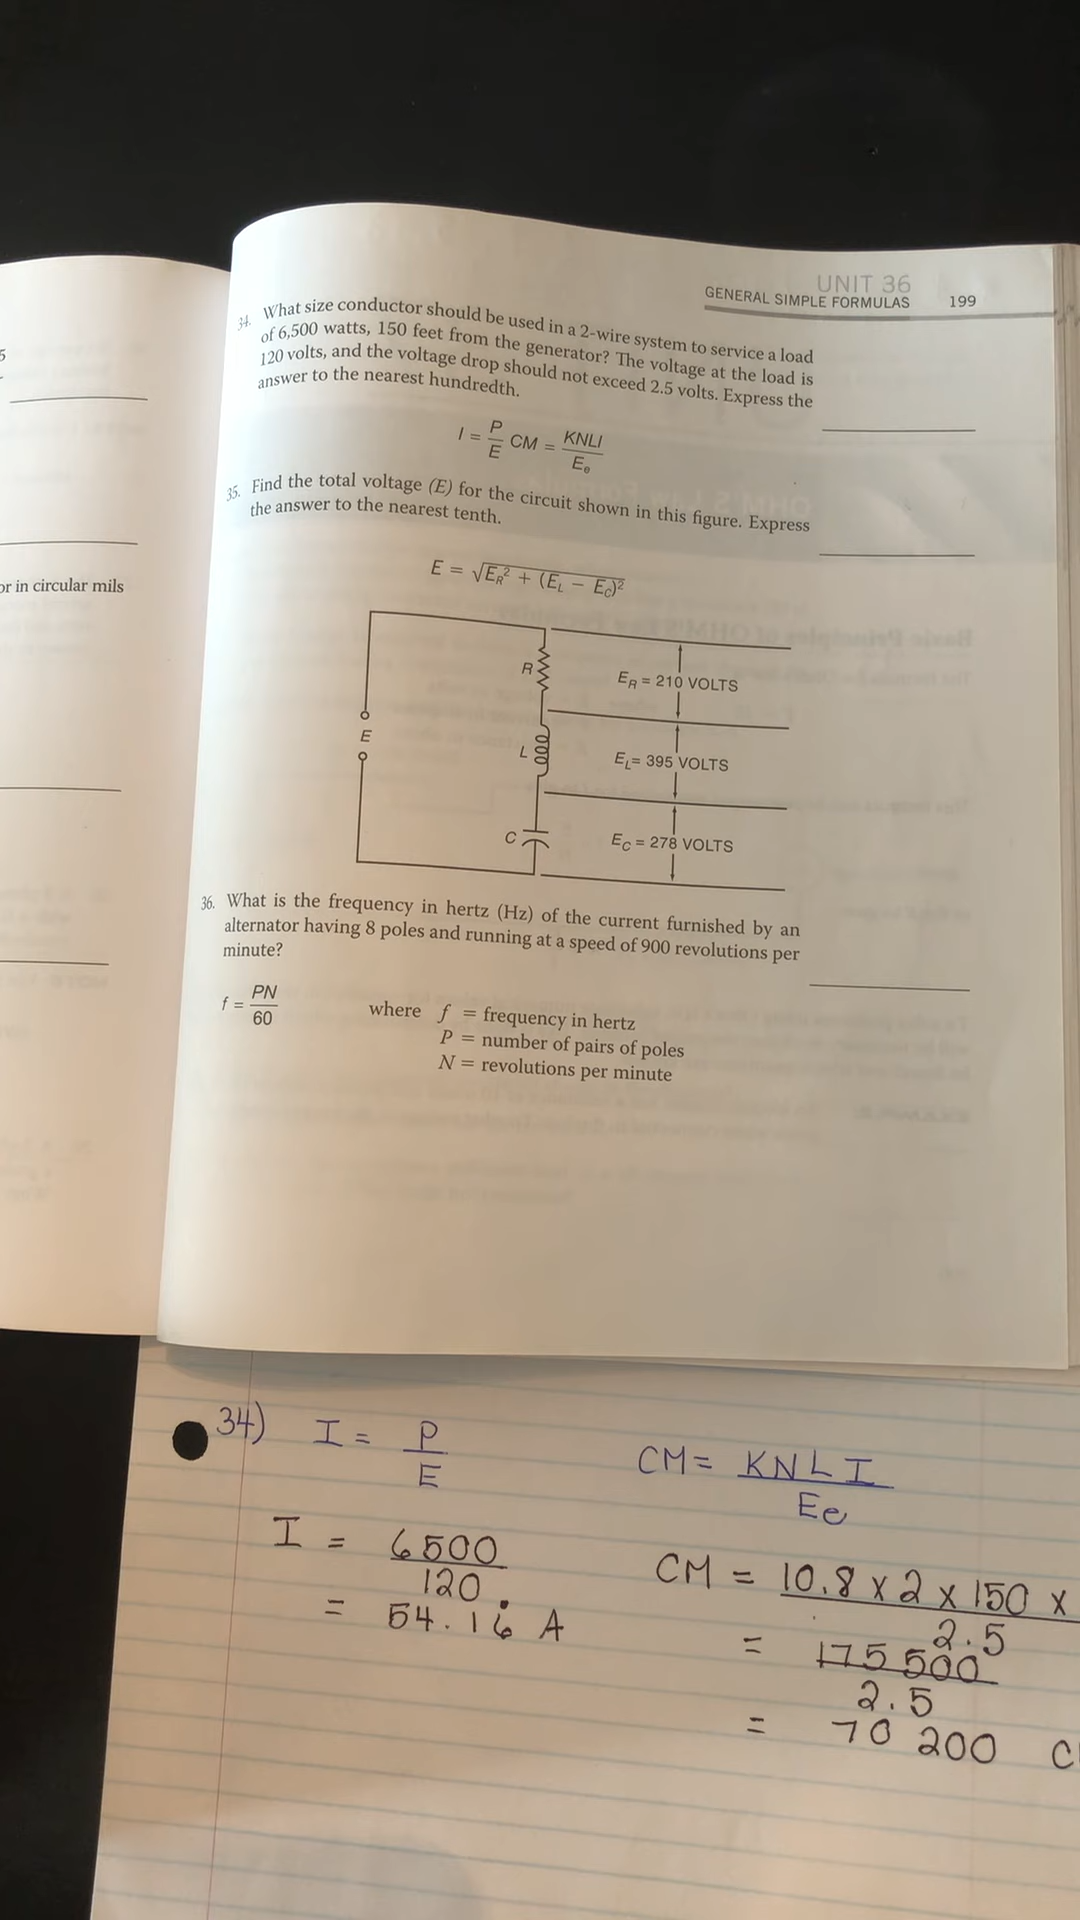 5
or in circular mils
UNIT 36
GENERAL SIMPLE FORMULAS 199
34. What size conductor should be used in a 2-wire system to service a load
of 6,500 watts, 150 feet from the generator? The voltage at the load is
120 volts, and the voltage drop should not exceed 2.5 volts. Express the
answer to the nearest hundredth.
I = P/E CM = KNLI/Ee
35. Find the total voltage (E) for the circuit shown in this figure. Express
the answer to the nearest tenth.
E = √ER² + (EL − EC)²
R
ER = 210 VOLTS
E
L
EL= 395 VOLTS
C
EC = 278 VOLTS
36. What is the frequency in hertz (Hz) of the current furnished by an
alternator having 8 poles and running at a speed of 900 revolutions per
minute?
f = PN/60
where f = frequency in hertz
P = number of pairs of poles
N = revolutions per minute
34) I = P/E
CM = KNLI/Ee
I = 6500/120
= 54.16̇ A
CM = 10.8 x 2 x 150 x
2.5
= 175 500/2.5
= 70 200 C